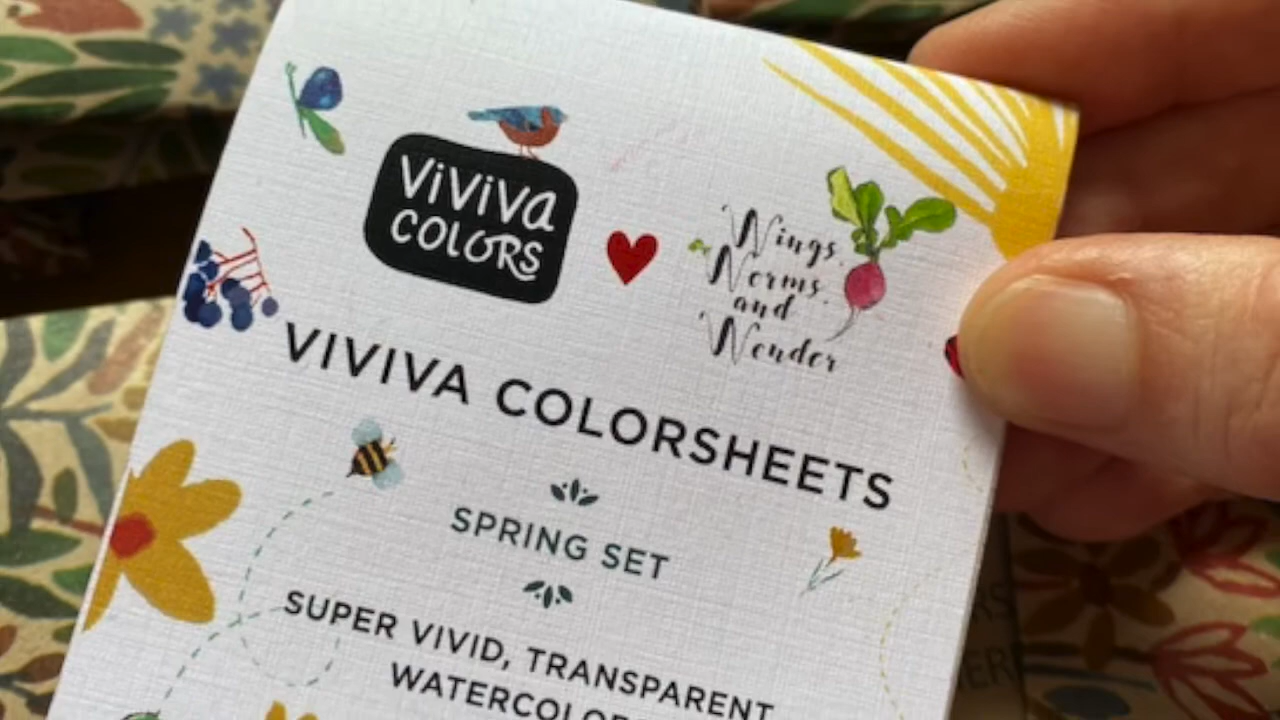 ViViVa
COLORS
Wings,
Worms,
and
Wonder
VIVIVA COLORSHEETS
SPRING SET
SUPER VIVID, TRANSPARENT